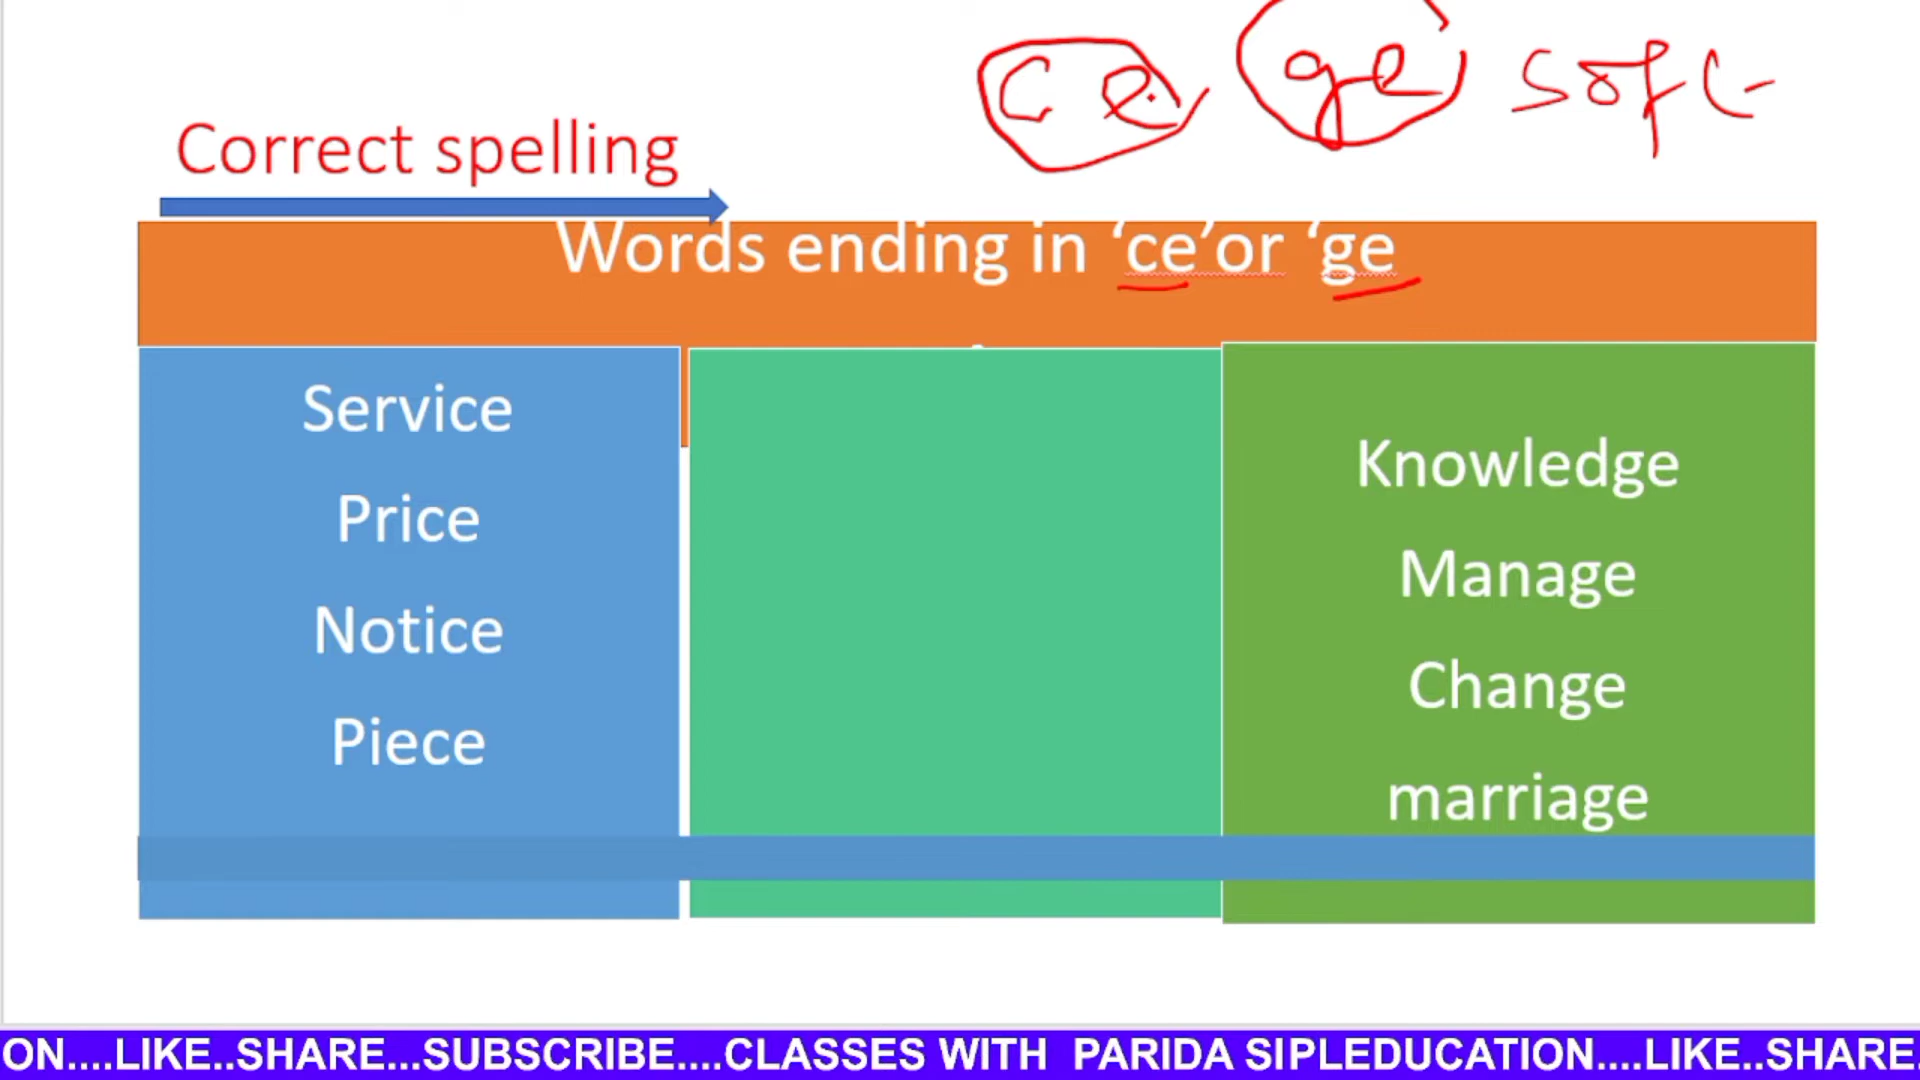 ce ge soft
Correct spelling
Words ending in ‘ce’or ‘ge
Service
Price
Notice
Piece
Knowledge
Manage
Change
marriage
ON....LIKE..SHARE...SUBSCRIBE....CLASSES WITH PARIDA SIPLEDUCATION....LIKE..SHARE.